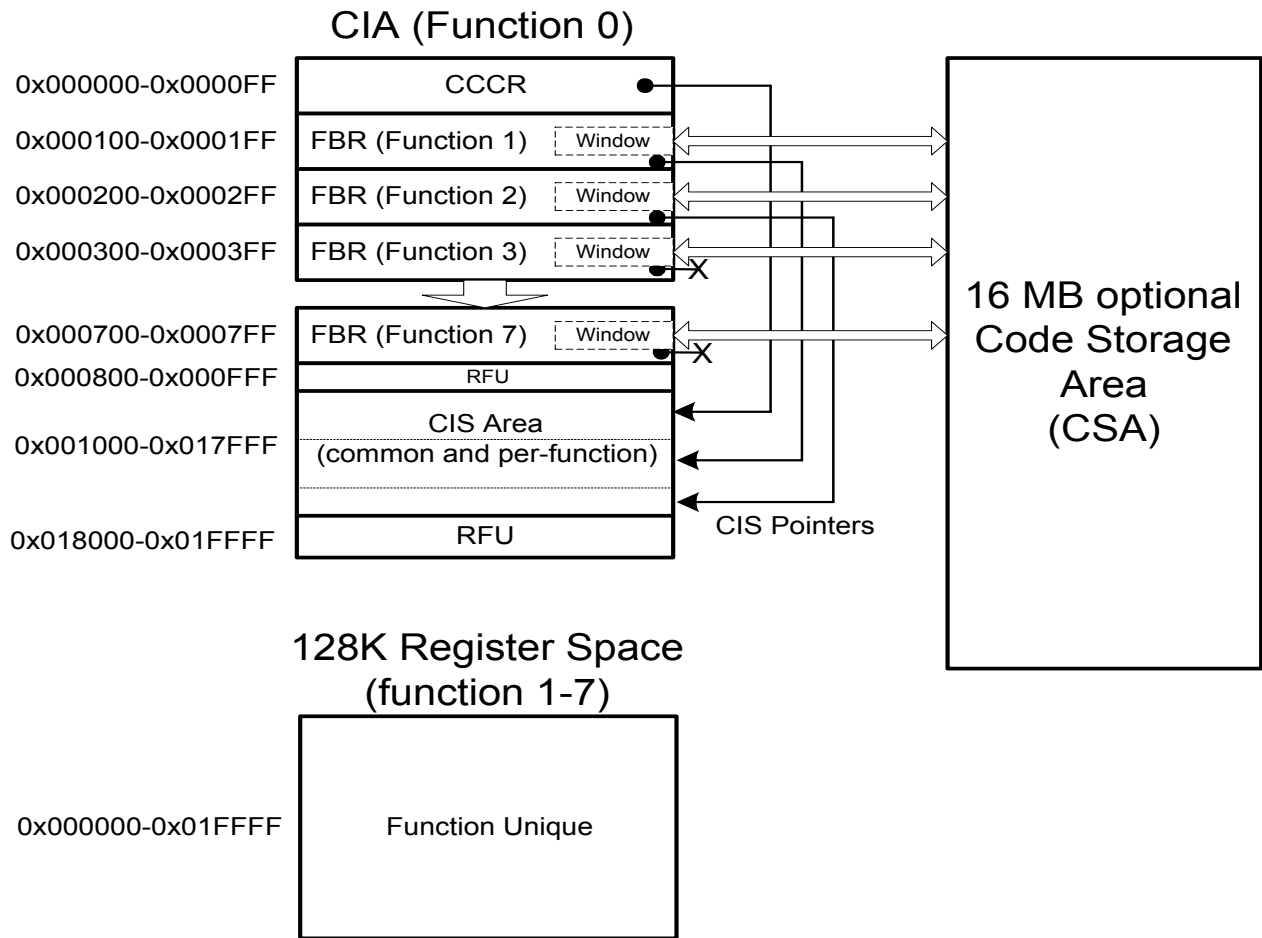 CIA (Function 0)
0x000000-0x0000FF
CCCR
0x000100-0x0001FF
FBR (Function 1)
Window
0x000200-0x0002FF
FBR (Function 2)
Window
0x000300-0x0003FF
FBR (Function 3)
Window
X
0x000700-0x0007FF
FBR (Function 7)
Window
X
0x000800-0x000FFF
RFU
0x001000-0x017FFF
CIS Area
(common and per-function)
0x018000-0x01FFFF
RFU
CIS Pointers
16 MB optional
Code Storage
Area
(CSA)
128K Register Space
(function 1-7)
0x000000-0x01FFFF
Function Unique